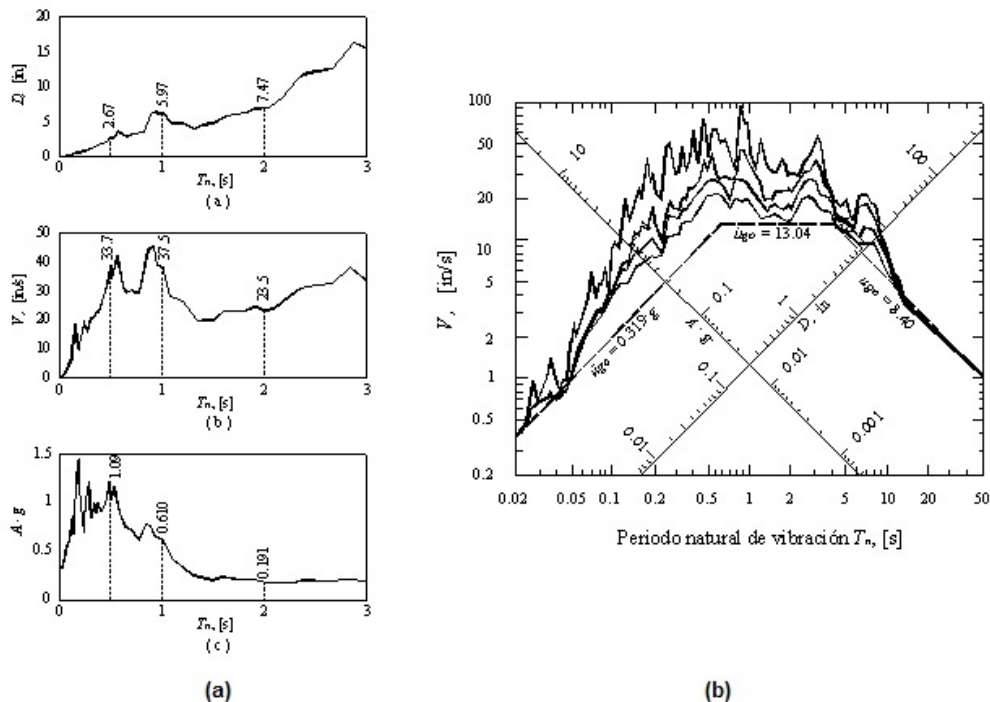 20
15
10
5
0
D, [in]
2.67
5.97
7.47
0 1 2 3
Tn, [s]
( a )
50
40
30
20
10
0
V, [in/s]
33.7
37.5
23.5
0 1 2 3
Tn, [s]
( b )
1.5
1
0.5
0
A · g
1.09
0.610
0.191
0 1 2 3
Tn, [s]
( c )
(a)
100
50
20
10
5
2
1
0.5
0.2
V, [in/s]
10
100
u̇go = 13.04
üg0 = 0.319·g
ugo = 8.40
0.1
A · g
1
D, in
0.1
0.01
0.01
0.001
0.02 0.05 0.1 0.2 0.5 1 2 5 10 20 50
Periodo natural de vibración Tn, [s]
(b)